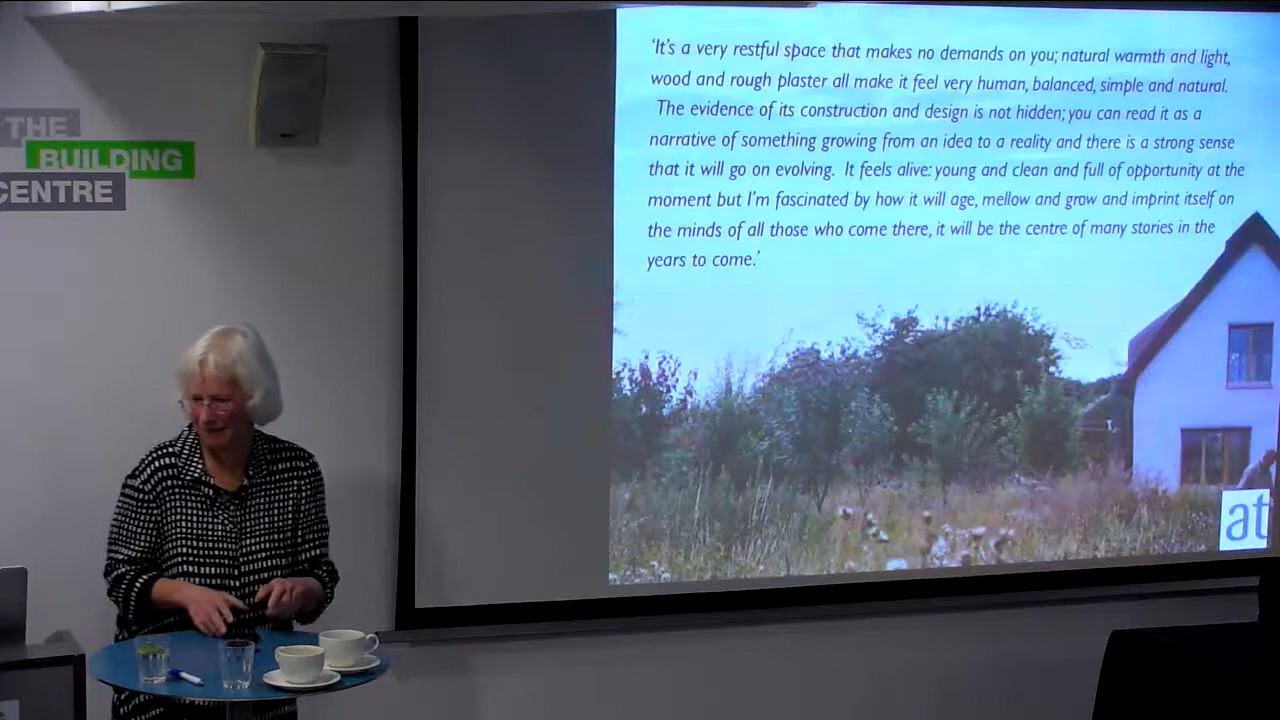 THE
BUILDING
CENTRE
‘It's a very restful space that makes no demands on you; natural warmth and light,
wood and rough plaster all make it feel very human, balanced, simple and natural.
The evidence of its construction and design is not hidden; you can read it as a
narrative of something growing from an idea to a reality and there is a strong sense
that it will go on evolving. It feels alive: young and clean and full of opportunity at the
moment but I'm fascinated by how it will age, mellow and grow and imprint itself on
the minds of all those who come there, it will be the centre of many stories in the
years to come.’
at